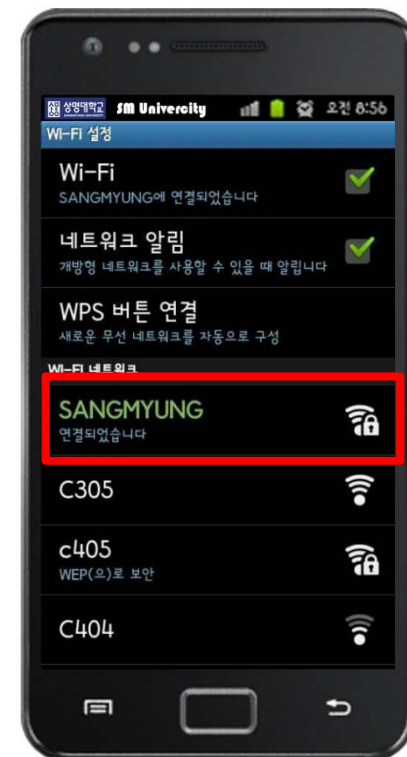 상명대학교 SM Univercity 오전 8:56
Wi-Fi 설정
Wi-Fi
SANGMYUNG에 연결되었습니다
네트워크 알림
개방형 네트워크를 사용할 수 있을 때 알립니다
WPS 버튼 연결
새로운 무선 네트워크를 자동으로 구성
Wi-Fi 네트워크
SANGMYUNG
연결되었습니다
C305
c405
WEP(으)로 보안
C404